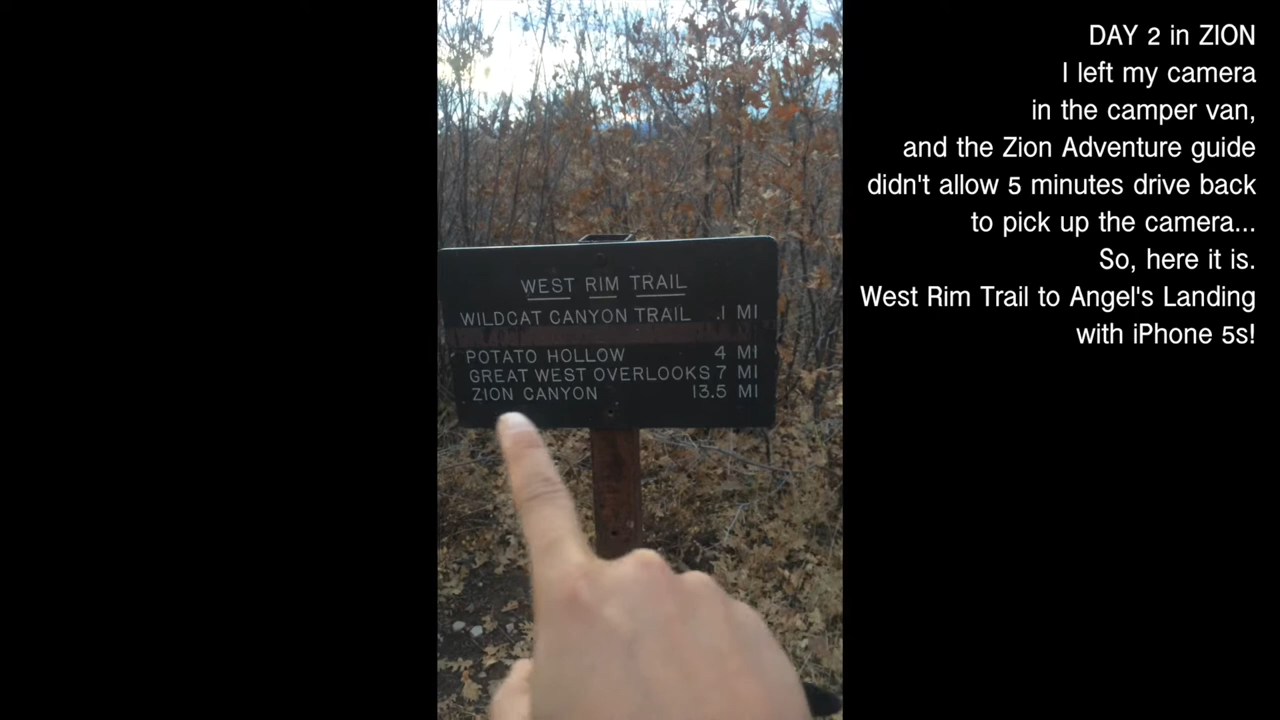 DAY 2 in ZION
I left my camera
in the camper van,
and the Zion Adventure guide
didn't allow 5 minutes drive back
to pick up the camera...
So, here it is.
West Rim Trail to Angel's Landing
with iPhone 5s!
WEST RIM TRAIL
WILDCAT CANYON TRAIL .1 MI
POTATO HOLLOW 4 MI
GREAT WEST OVERLOOKS 7 MI
ZION CANYON 13.5 MI